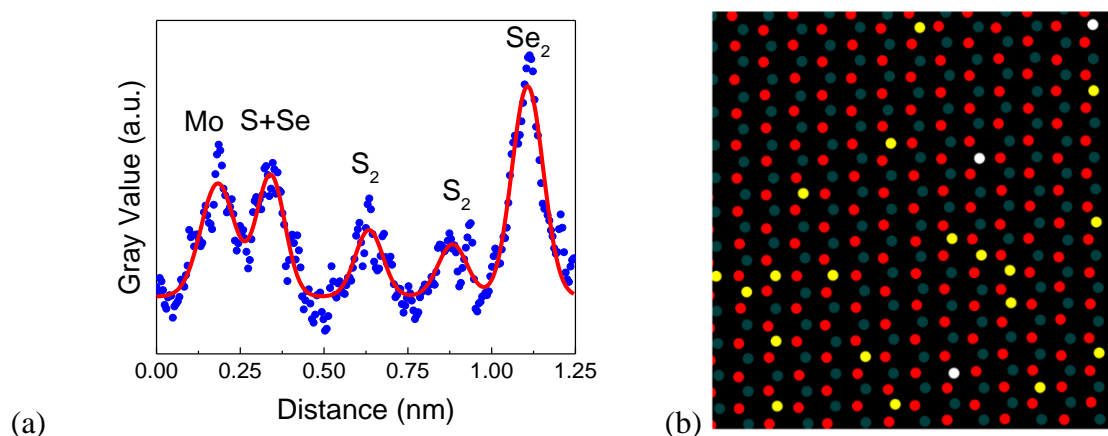 Se₂
Mo
S+Se
S₂
S₂
Gray Value (a.u.)
0.00 0.25 0.50 0.75 1.00 1.25
Distance (nm)
(a)
(b)